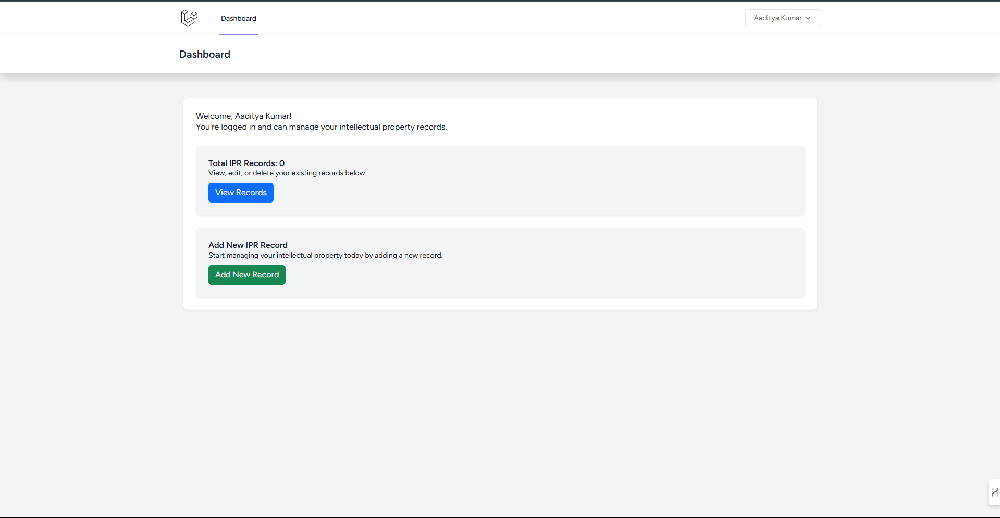 Dashboard
Aaditya Kumar
Dashboard
Welcome, Aaditya Kumar!
You're logged in and can manage your intellectual property records.
Total IPR Records: 0
View, edit, or delete your existing records below.
View Records
Add New IPR Record
Start managing your intellectual property today by adding a new record.
Add New Record